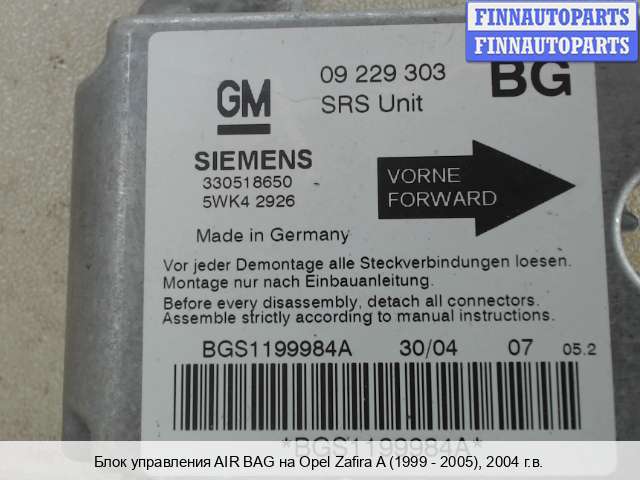 FINNAUTOPARTS
FINNAUTOPARTS
GM
09 229 303
BG
SRS Unit
SIEMENS
330518650
5WK4 2926
VORNE
FORWARD
Made in Germany
Vor jeder Demontage alle Steckverbindungen loesen.
Montage nur nach Einbauanleitung.
Before every disassembly, detach all connectors.
Assemble strictly according to manual instructions.
BGS1199984A 30/04 07 05.2
*BGS1199984A*
Блок управления AIR BAG на Opel Zafira A (1999 - 2005), 2004 г.в.